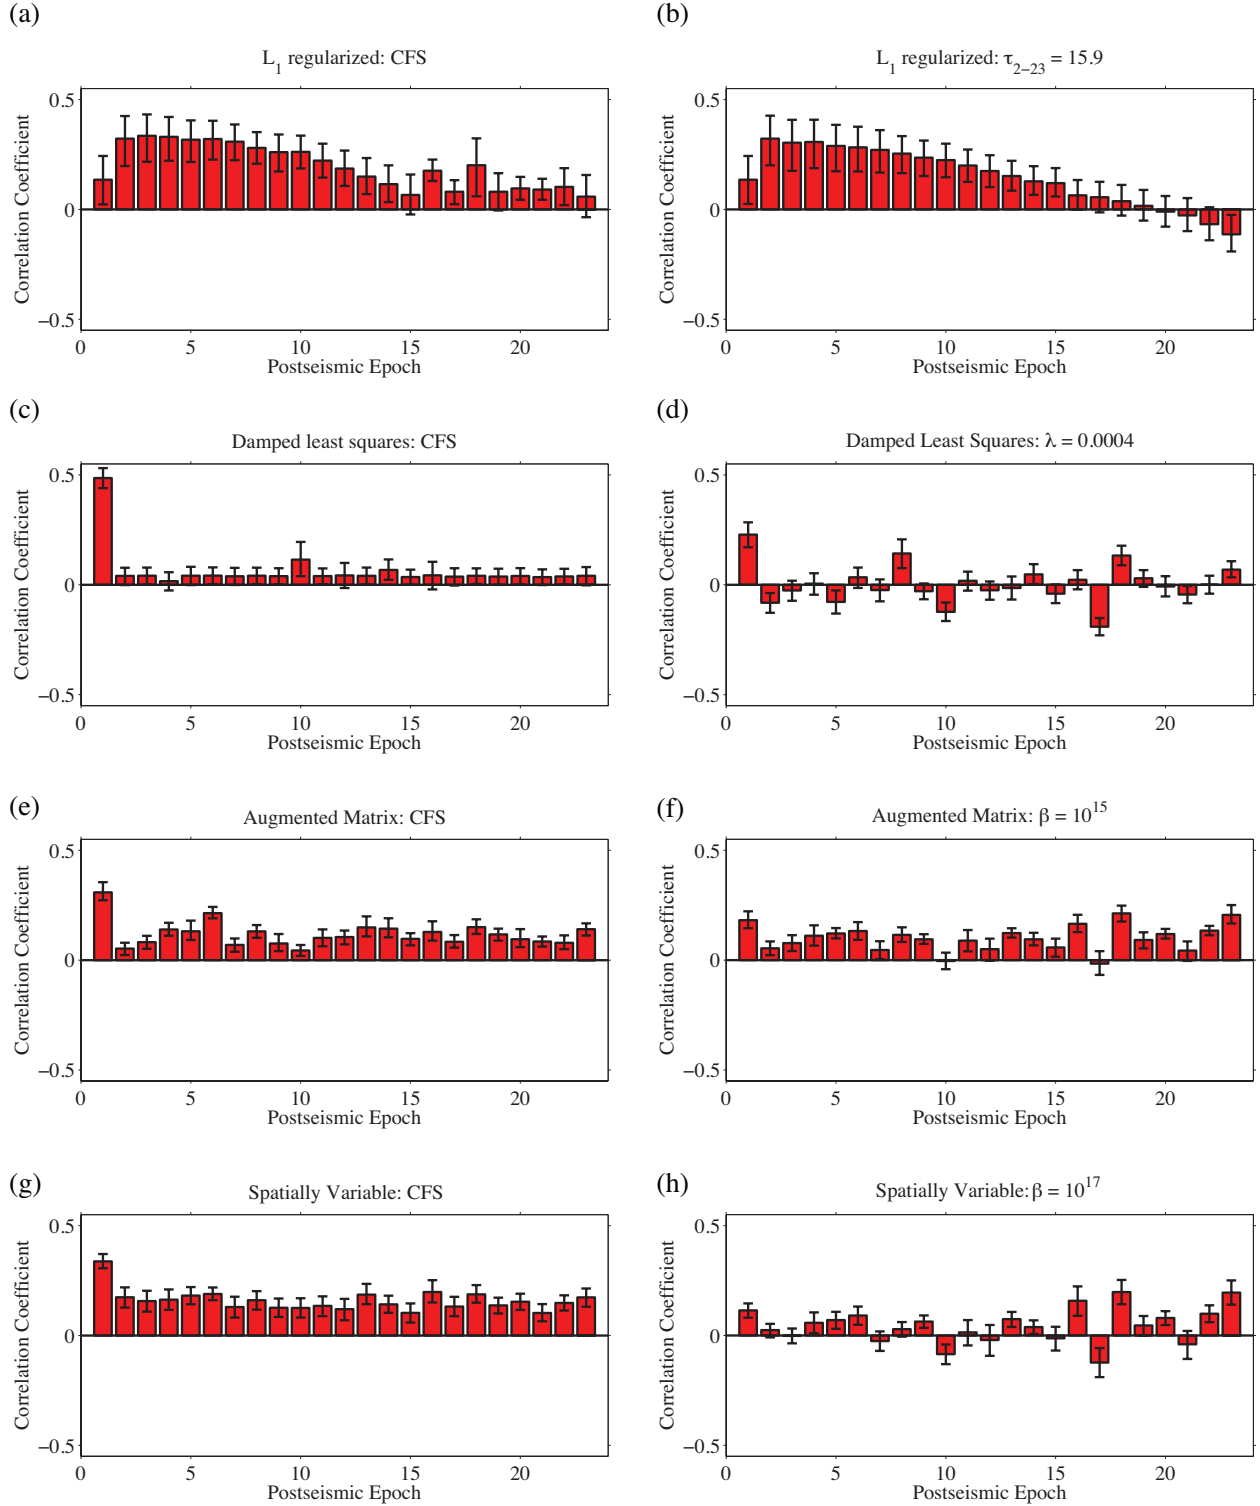 (a)
L1 regularized: CFS
0.5
0
−0.5
Correlation Coefficient
0 5 10 15 20
Postseismic Epoch
(b)
L1 regularized: τ2−23 = 15.9
0.5
0
−0.5
Correlation Coefficient
0 5 10 15 20
Postseismic Epoch
(c)
Damped least squares: CFS
0.5
0
−0.5
Correlation Coefficient
0 5 10 15 20
Postseismic Epoch
(d)
Damped Least Squares: λ = 0.0004
0.5
0
−0.5
Correlation Coefficient
0 5 10 15 20
Postseismic Epoch
(e)
Augmented Matrix: CFS
0.5
0
−0.5
Correlation Coefficient
0 5 10 15 20
Postseismic Epoch
(f)
Augmented Matrix: β = 10^15
0.5
0
−0.5
Correlation Coefficient
0 5 10 15 20
Postseismic Epoch
(g)
Spatially Variable: CFS
0.5
0
−0.5
Correlation Coefficient
0 5 10 15 20
Postseismic Epoch
(h)
Spatially Variable: β = 10^17
0.5
0
−0.5
Correlation Coefficient
0 5 10 15 20
Postseismic Epoch